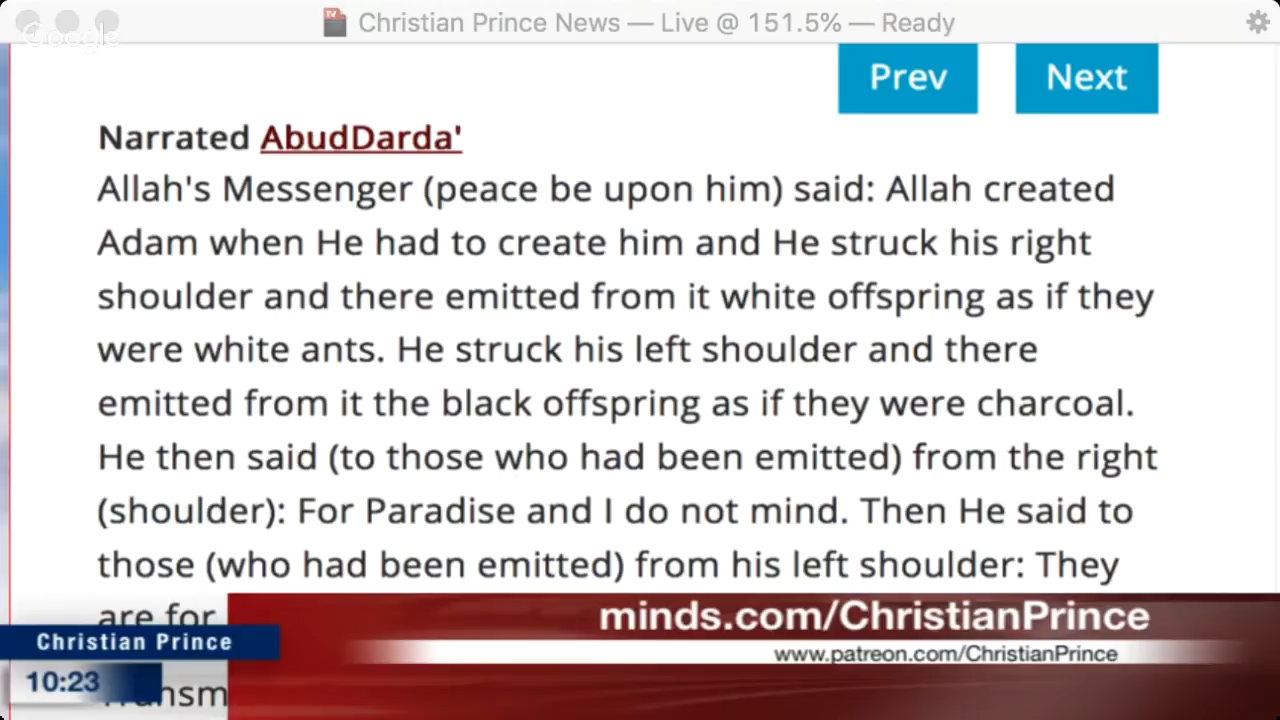 Christian Prince News — Live @ 151.5% — Ready
Google
Prev
Next
Narrated AbudDarda'
Allah's Messenger (peace be upon him) said: Allah created
Adam when He had to create him and He struck his right
shoulder and there emitted from it white offspring as if they
were white ants. He struck his left shoulder and there
emitted from it the black offspring as if they were charcoal.
He then said (to those who had been emitted) from the right
(shoulder): For Paradise and I do not mind. Then He said to
those (who had been emitted) from his left shoulder: They
are for
minds.com/ChristianPrince
Christian Prince
www.patreon.com/ChristianPrince
10:23